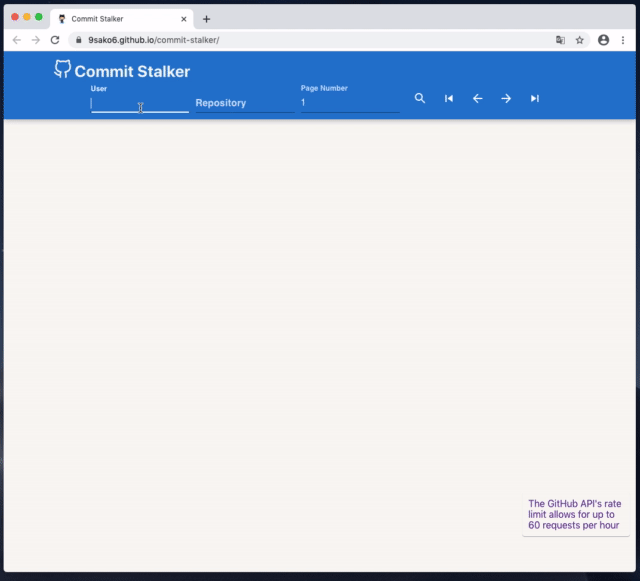 Commit Stalker
9sako6.github.io/commit-stalker/
Commit Stalker
User
Repository
Page Number
1
The GitHub API's rate
limit allows for up to
60 requests per hour